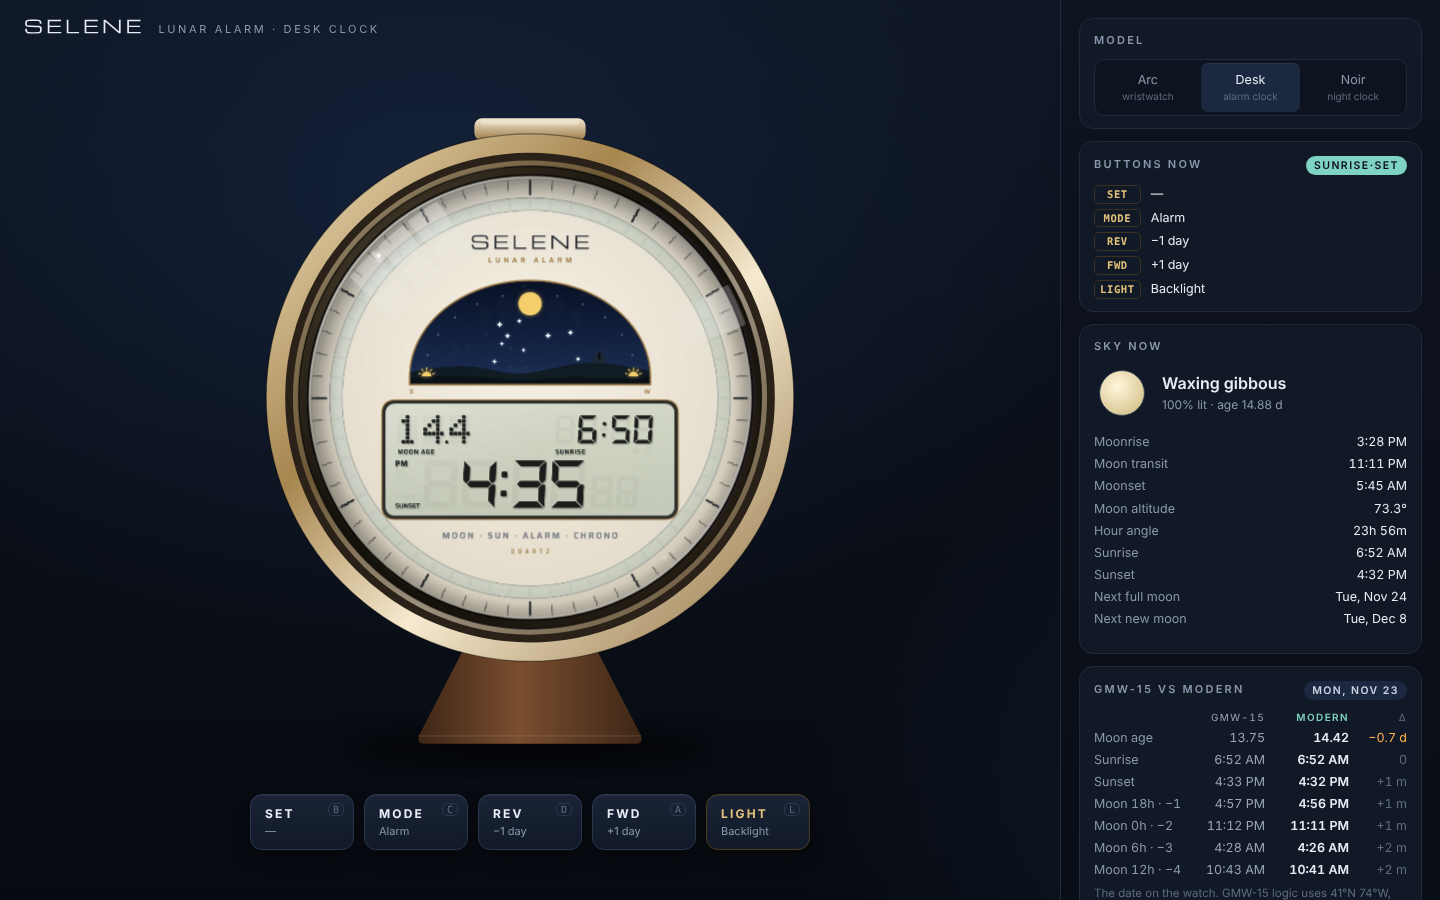 SELENE LUNAR ALARM · DESK CLOCK
SELENE
LUNAR ALARM
E W
14.4 6:50
MOON AGE SUNRISE
PM
4:35
SUNSET
MOON · SUN · ALARM · CHRONO
QUARTZ
SET B
—
MODE C
Alarm
REV D
−1 day
FWD A
+1 day
LIGHT L
Backlight
MODEL
Arc
wristwatch
Desk
alarm clock
Noir
night clock
BUTTONS NOW SUNRISE·SET
SET —
MODE Alarm
REV −1 day
FWD +1 day
LIGHT Backlight
SKY NOW
Waxing gibbous
100% lit · age 14.88 d
Moonrise 3:28 PM
Moon transit 11:11 PM
Moonset 5:45 AM
Moon altitude 73.3°
Hour angle 23h 56m
Sunrise 6:52 AM
Sunset 4:32 PM
Next full moon Tue, Nov 24
Next new moon Tue, Dec 8
GMW-15 VS MODERN MON, NOV 23
GMW-15 MODERN Δ
Moon age 13.75 14.42 −0.7 d
Sunrise 6:52 AM 6:52 AM 0
Sunset 4:33 PM 4:32 PM +1 m
Moon 18h · −1 4:57 PM 4:56 PM +1 m
Moon 0h · −2 11:12 PM 11:11 PM +1 m
Moon 6h · −3 4:28 AM 4:26 AM +2 m
Moon 12h · −4 10:43 AM 10:41 AM +2 m
The date on the watch. GMW-15 logic uses 41°N 74°W,